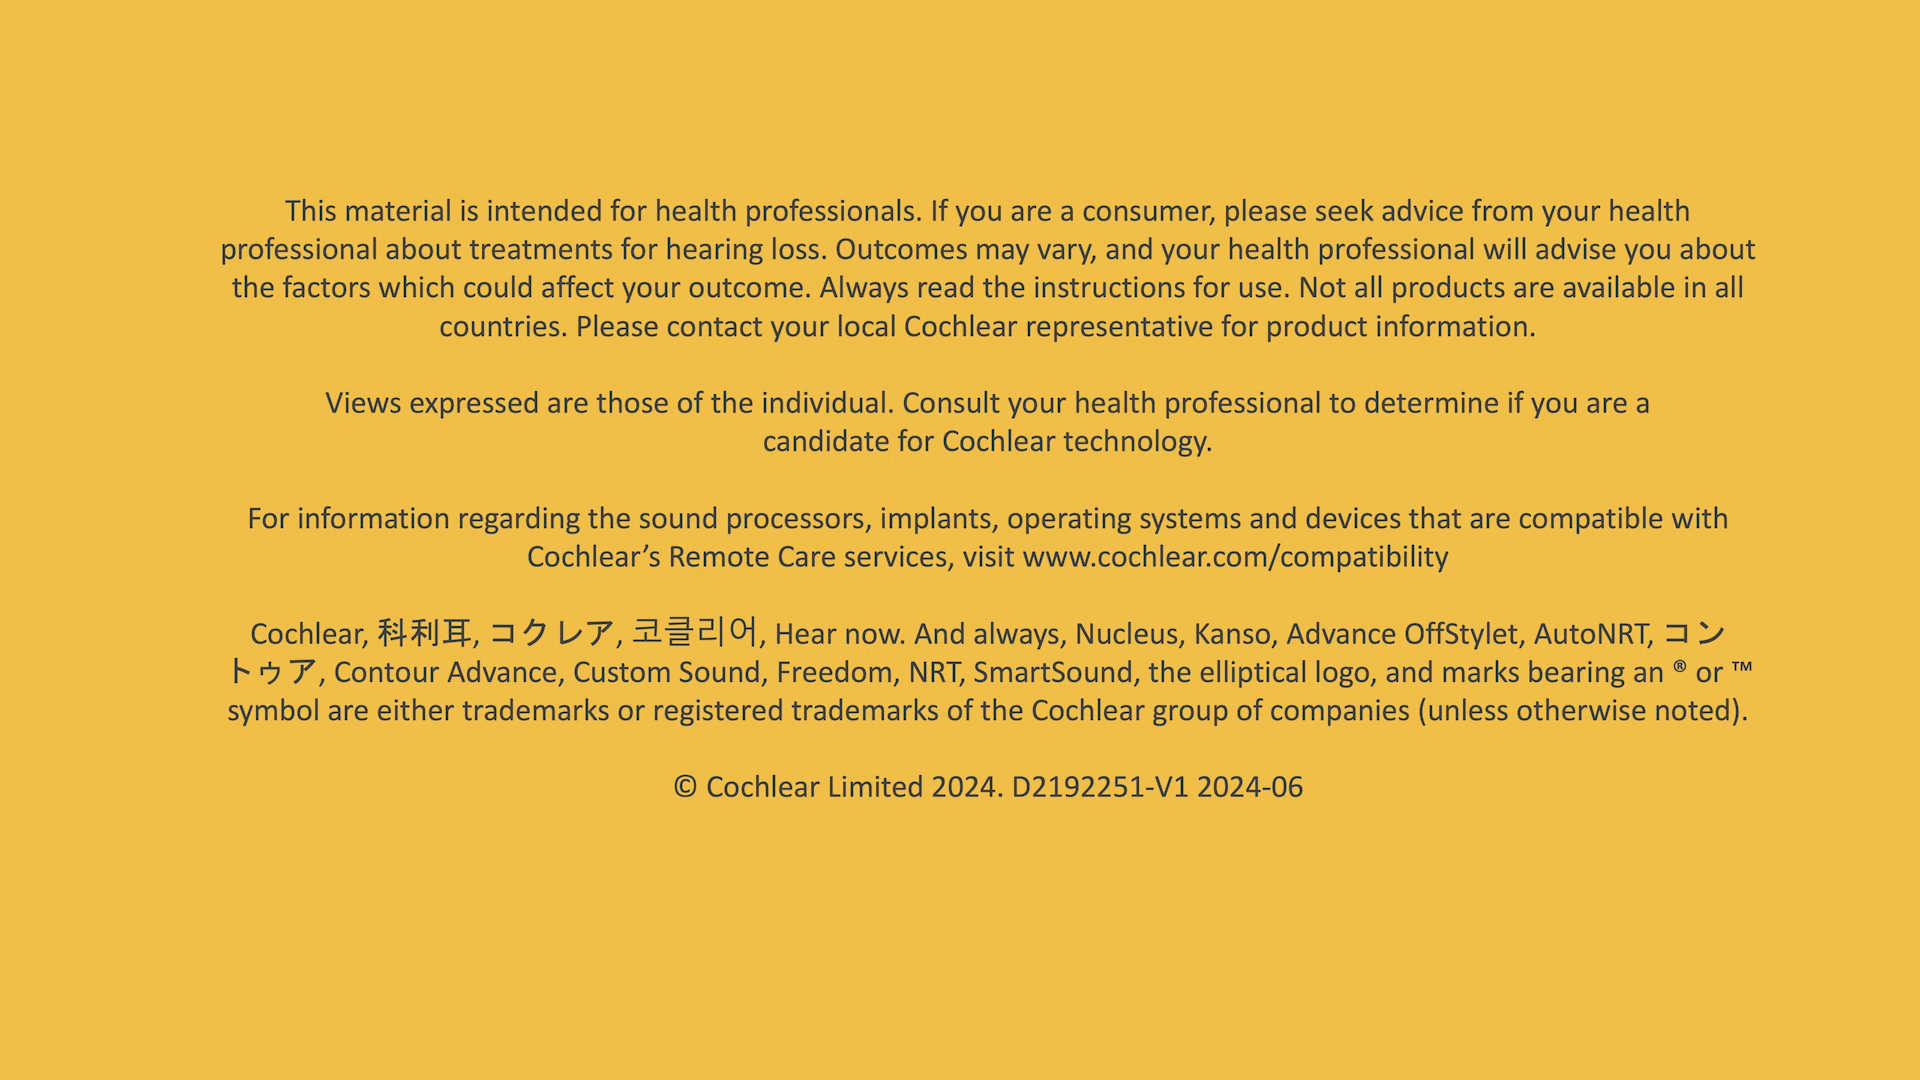 This material is intended for health professionals. If you are a consumer, please seek advice from your health
professional about treatments for hearing loss. Outcomes may vary, and your health professional will advise you about
the factors which could affect your outcome. Always read the instructions for use. Not all products are available in all
countries. Please contact your local Cochlear representative for product information.
Views expressed are those of the individual. Consult your health professional to determine if you are a
candidate for Cochlear technology.
For information regarding the sound processors, implants, operating systems and devices that are compatible with
Cochlear’s Remote Care services, visit www.cochlear.com/compatibility
Cochlear, 科利耳, コクレア, 코클리어, Hear now. And always, Nucleus, Kanso, Advance OffStylet, AutoNRT, コン
トゥア, Contour Advance, Custom Sound, Freedom, NRT, SmartSound, the elliptical logo, and marks bearing an ® or ™
symbol are either trademarks or registered trademarks of the Cochlear group of companies (unless otherwise noted).
© Cochlear Limited 2024. D2192251-V1 2024-06